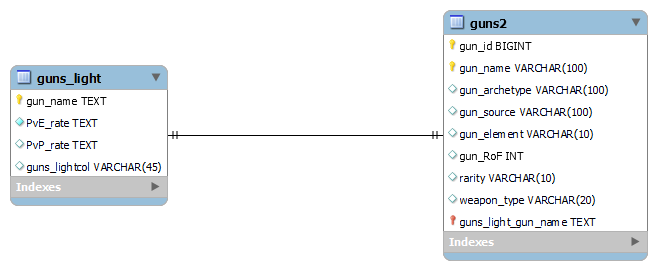 guns_light
gun_name TEXT
PvE_rate TEXT
PvP_rate TEXT
guns_lightcol VARCHAR(45)
Indexes
guns2
gun_id BIGINT
gun_name VARCHAR(100)
gun_archetype VARCHAR(100)
gun_source VARCHAR(100)
gun_element VARCHAR(10)
gun_RoF INT
rarity VARCHAR(10)
weapon_type VARCHAR(20)
guns_light_gun_name TEXT
Indexes